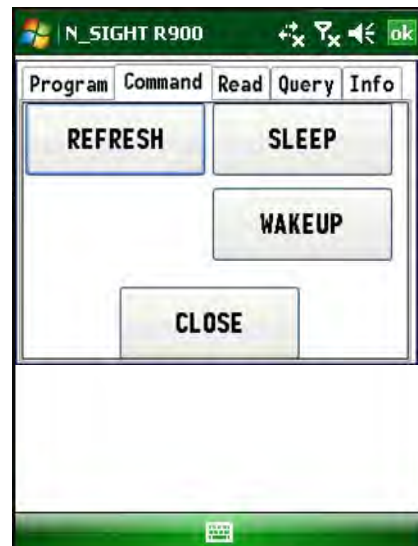 N_SIGHT R900 ok
Program Command Read Query Info
REFRESH SLEEP
WAKEUP
CLOSE